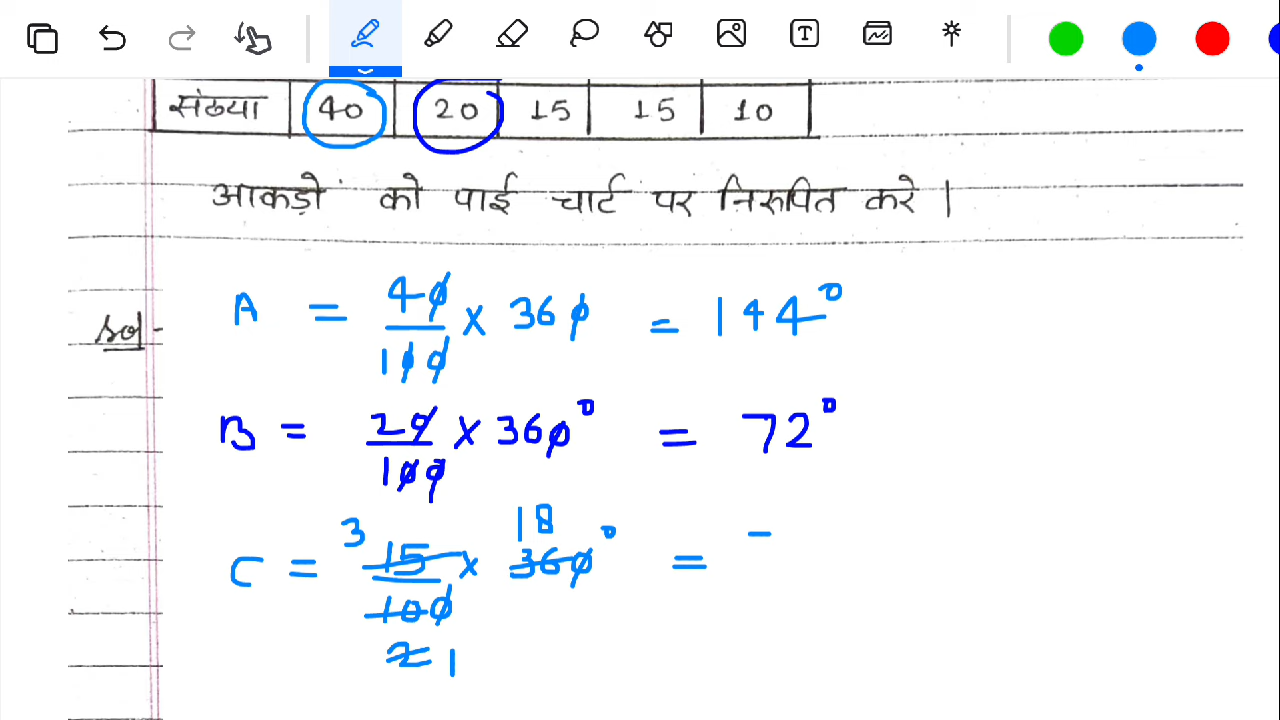 संख्या 40 20 15 15 10
आकड़ो को पाई चार्ट पर निरुपित करे |
Sol - A = 40/100 x 360 = 144°
B = 20/100 x 360° = 72°
C = 3 15/100 x 18 360° =
2 1